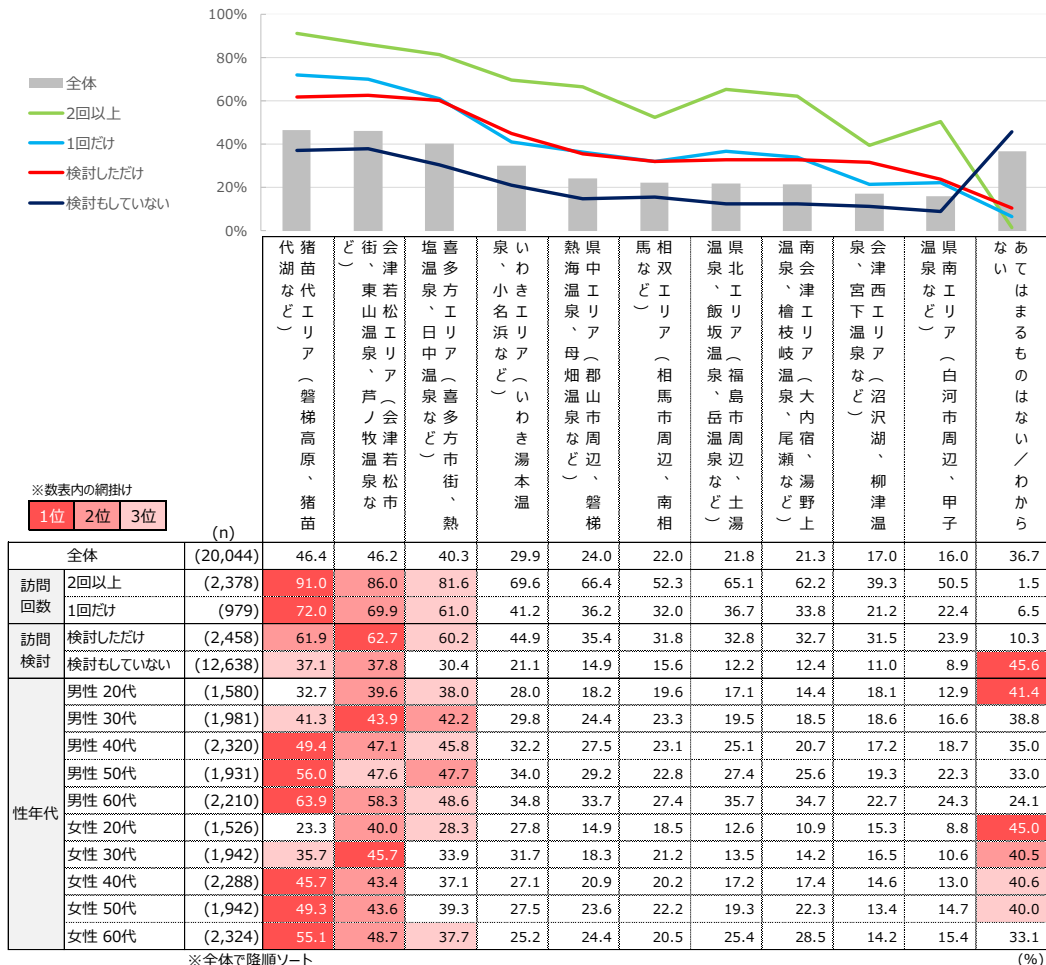 100%
80%
60%
40%
20%
0%
全体
2回以上
1回だけ
検討しただけ
検討もしていない
猪苗代エリア（磐梯高原、猪苗
代湖など）
会津若松エリア（会津若松市
街、東山温泉、芦ノ牧温泉な
ど）
喜多方エリア（喜多方市街、熱
塩温泉、日中温泉など）
いわきエリア（いわき湯本温
泉、小名浜など）
県中エリア（郡山市周辺、磐梯
熱海温泉、母畑温泉など）
相双エリア（相馬市周辺、南相
馬など）
県北エリア（福島市周辺、土湯
温泉、飯坂温泉、岳温泉など）
南会津エリア（大内宿、湯野上
温泉、檜枝岐温泉、尾瀬など）
会津西エリア（沼沢湖、柳津温
泉、宮下温泉など）
県南エリア（白河市周辺、甲子
温泉など）
あてはまるものはない／わから
ない
※数表内の網掛け
1位 2位 3位
(n)
全体 (20,044) 46.4 46.2 40.3 29.9 24.0 22.0 21.8 21.3 17.0 16.0 36.7
訪問
回数
2回以上 (2,378) 91.0 86.0 81.6 69.6 66.4 52.3 65.1 62.2 39.3 50.5 1.5
1回だけ (979) 72.0 69.9 61.0 41.2 36.2 32.0 36.7 33.8 21.2 22.4 6.5
訪問
検討
検討しただけ (2,458) 61.9 62.7 60.2 44.9 35.4 31.8 32.8 32.7 31.5 23.9 10.3
検討もしていない (12,638) 37.1 37.8 30.4 21.1 14.9 15.6 12.2 12.4 11.0 8.9 45.6
性年代
男性 20代 (1,580) 32.7 39.6 38.0 28.0 18.2 19.6 17.1 14.4 18.1 12.9 41.4
男性 30代 (1,981) 41.3 43.9 42.2 29.8 24.4 23.3 19.5 18.5 18.6 16.6 38.8
男性 40代 (2,320) 49.4 47.1 45.8 32.2 27.5 23.1 25.1 20.7 17.2 18.7 35.0
男性 50代 (1,931) 56.0 47.6 47.7 34.0 29.2 22.8 27.4 25.6 19.3 22.3 33.0
男性 60代 (2,210) 63.9 58.3 48.6 34.8 33.7 27.4 35.7 34.7 22.7 24.3 24.1
女性 20代 (1,526) 23.3 40.0 28.3 27.8 14.9 18.5 12.6 10.9 15.3 8.8 45.0
女性 30代 (1,942) 35.7 45.7 33.9 31.7 18.3 21.2 13.5 14.2 16.5 10.6 40.5
女性 40代 (2,288) 45.7 43.4 37.1 27.1 20.9 20.2 17.2 17.4 14.6 13.0 40.6
女性 50代 (1,942) 49.3 43.6 39.3 27.5 23.6 22.2 19.3 22.3 13.4 14.7 40.0
女性 60代 (2,324) 55.1 48.7 37.7 25.2 24.4 20.5 25.4 28.5 14.2 15.4 33.1
※全体で降順ソート
(%)